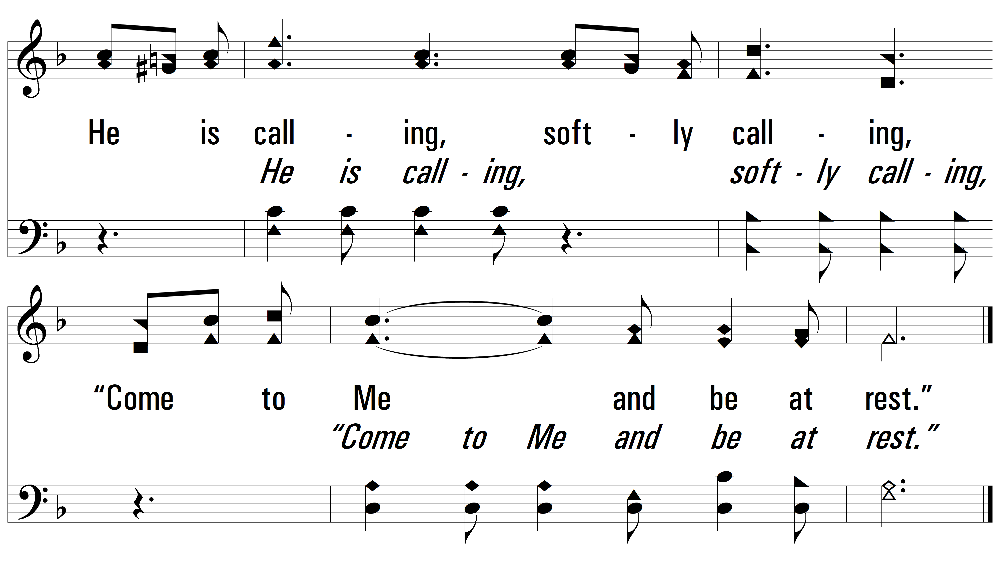 He is call - ing, soft - ly call - ing,
He is call - ing, soft - ly call - ing,
“Come to Me and be at rest.”
“Come to Me and be at rest.”